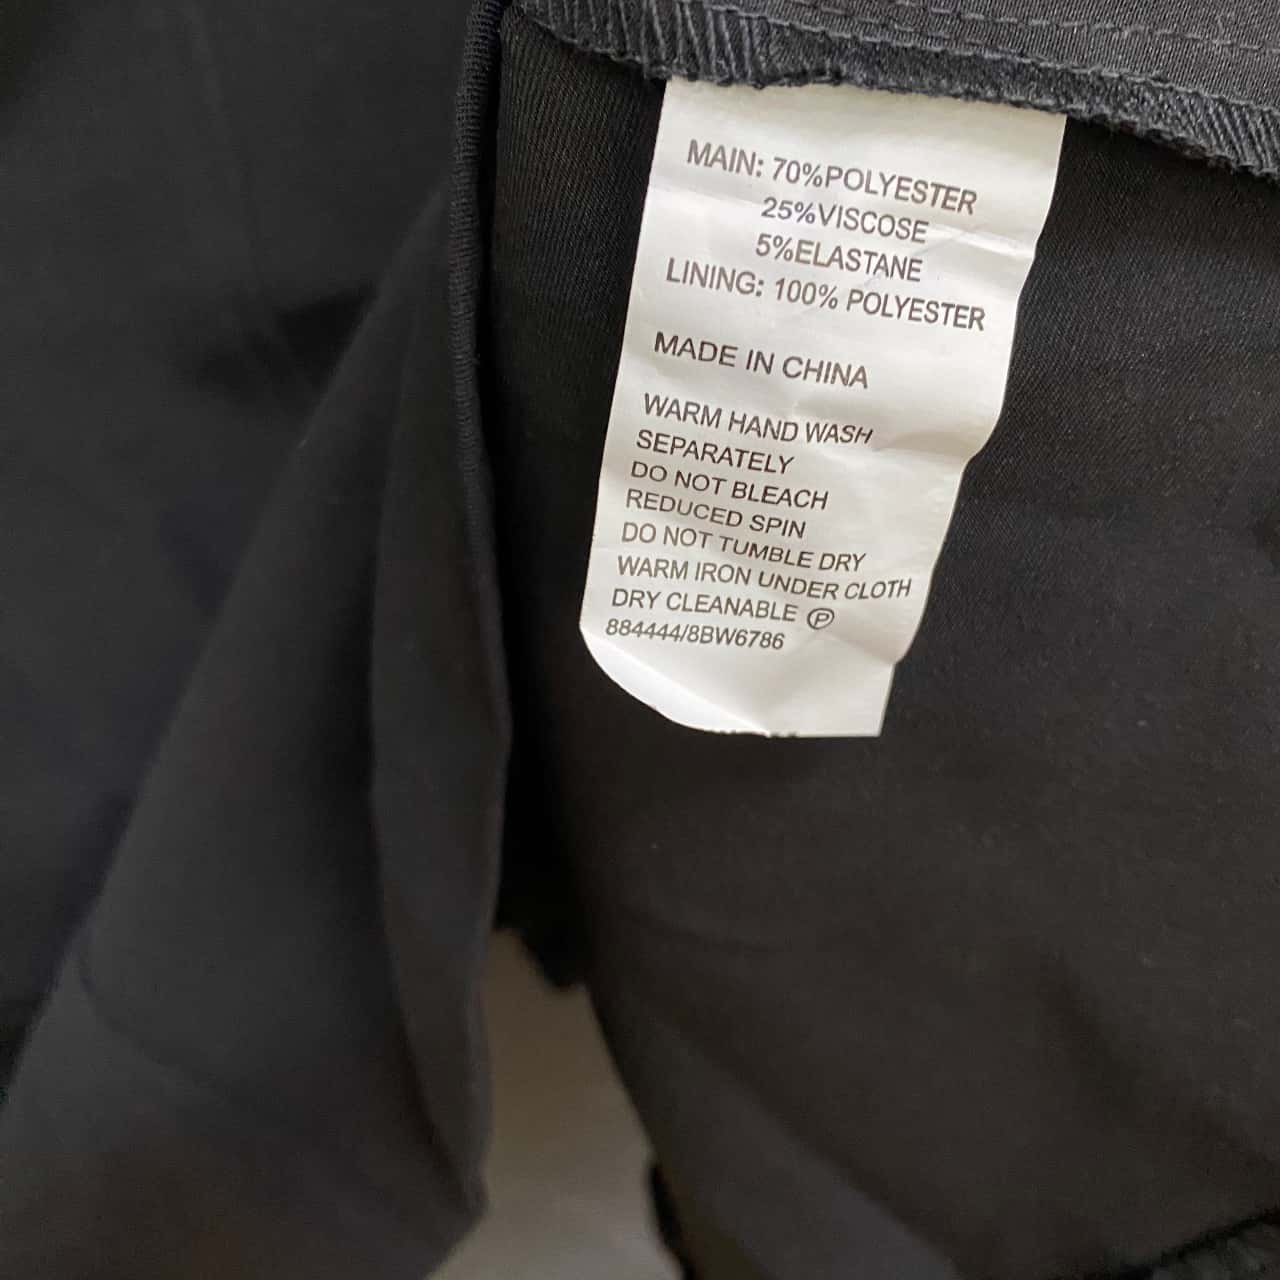 MAIN: 70%POLYESTER
25%VISCOSE
5%ELASTANE
LINING: 100% POLYESTER
MADE IN CHINA
WARM HAND WASH
SEPARATELY
DO NOT BLEACH
REDUCED SPIN
DO NOT TUMBLE DRY
WARM IRON UNDER CLOTH
DRY CLEANABLE Ⓟ
884444/8BW6786